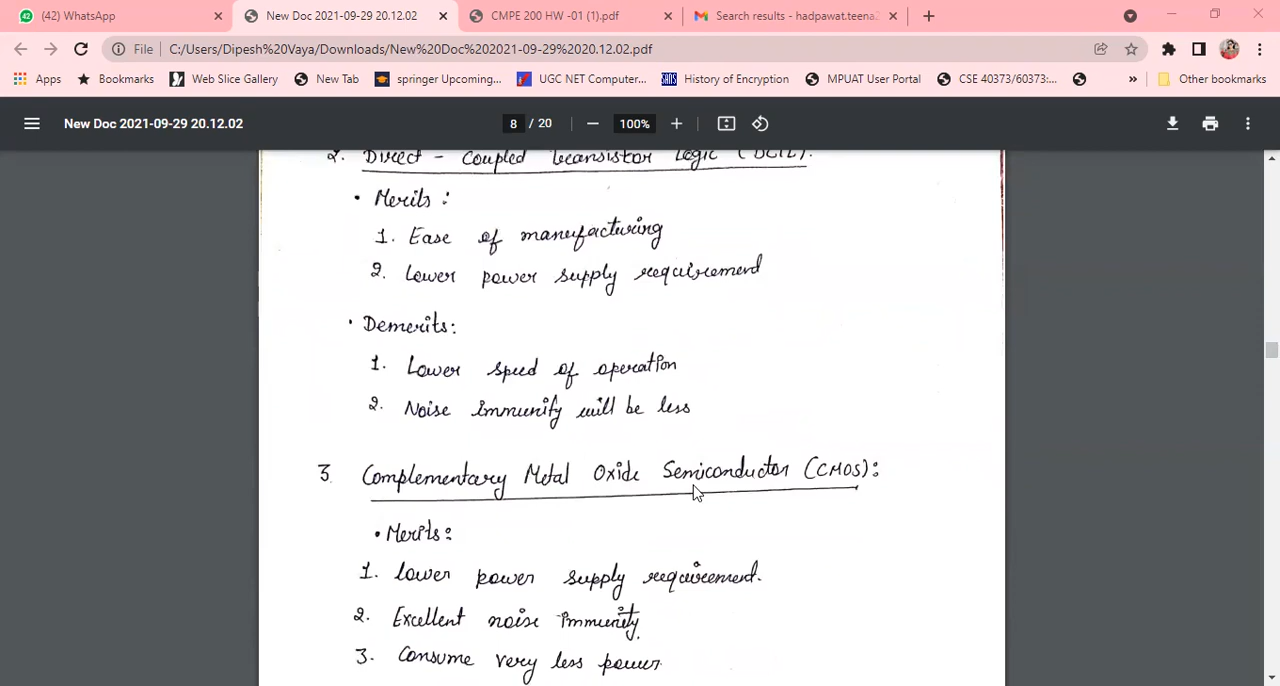 (42) WhatsApp
New Doc 2021-09-29 20.12.02
CMPE 200 HW -01 (1).pdf
Search results - hadpawat.teena
File
C:/Users/Dipesh%20Vaya/Downloads/New%20Doc%202021-09-29%2020.12.02.pdf
Apps
Bookmarks
Web Slice Gallery
New Tab
springer Upcoming...
UGC NET Computer...
History of Encryption
MPUAT User Portal
CSE 40373/60373:...
Other bookmarks
New Doc 2021-09-29 20.12.02
8 / 20
100%
2. Direct - Coupled transistor Logic (DCTL).
• Merits :
1. Ease of manufacturing
2. Lower power supply requirement
• Demerits:
1. Lower speed of operation
2. Noise immunity will be less
3. Complementary Metal Oxide Semiconductor (CMOS):
• Merits:
1. lower power supply requirement.
2. Excellent noise immunity.
3. Consume very less power.